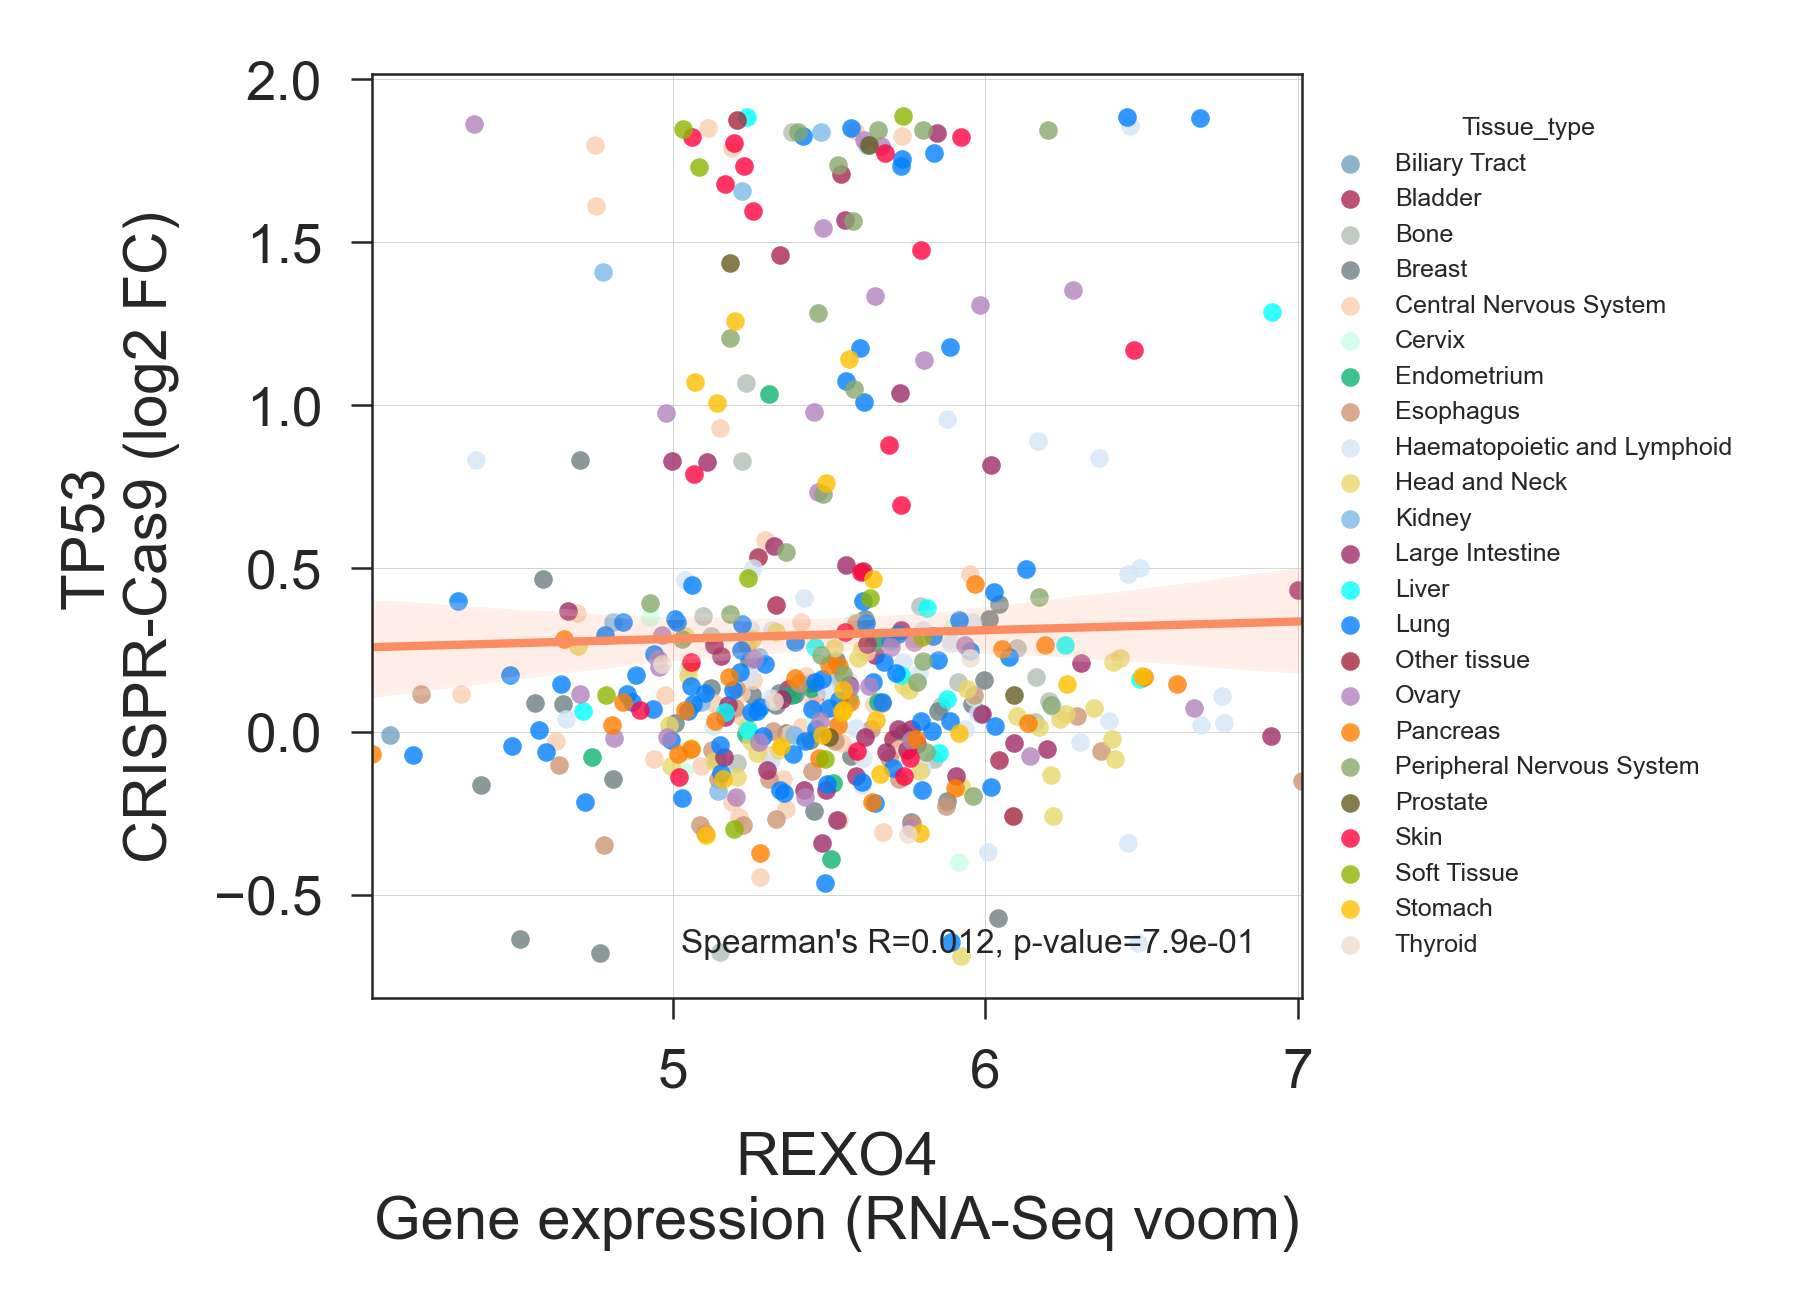 2.0
1.5
1.0
0.5
0.0
−0.5
TP53
CRISPR-Cas9 (log2 FC)
Spearman's R=0.012, p-value=7.9e-01
5
6
7
REXO4
Gene expression (RNA-Seq voom)
Tissue_type
Biliary Tract
Bladder
Bone
Breast
Central Nervous System
Cervix
Endometrium
Esophagus
Haematopoietic and Lymphoid
Head and Neck
Kidney
Large Intestine
Liver
Lung
Other tissue
Ovary
Pancreas
Peripheral Nervous System
Prostate
Skin
Soft Tissue
Stomach
Thyroid